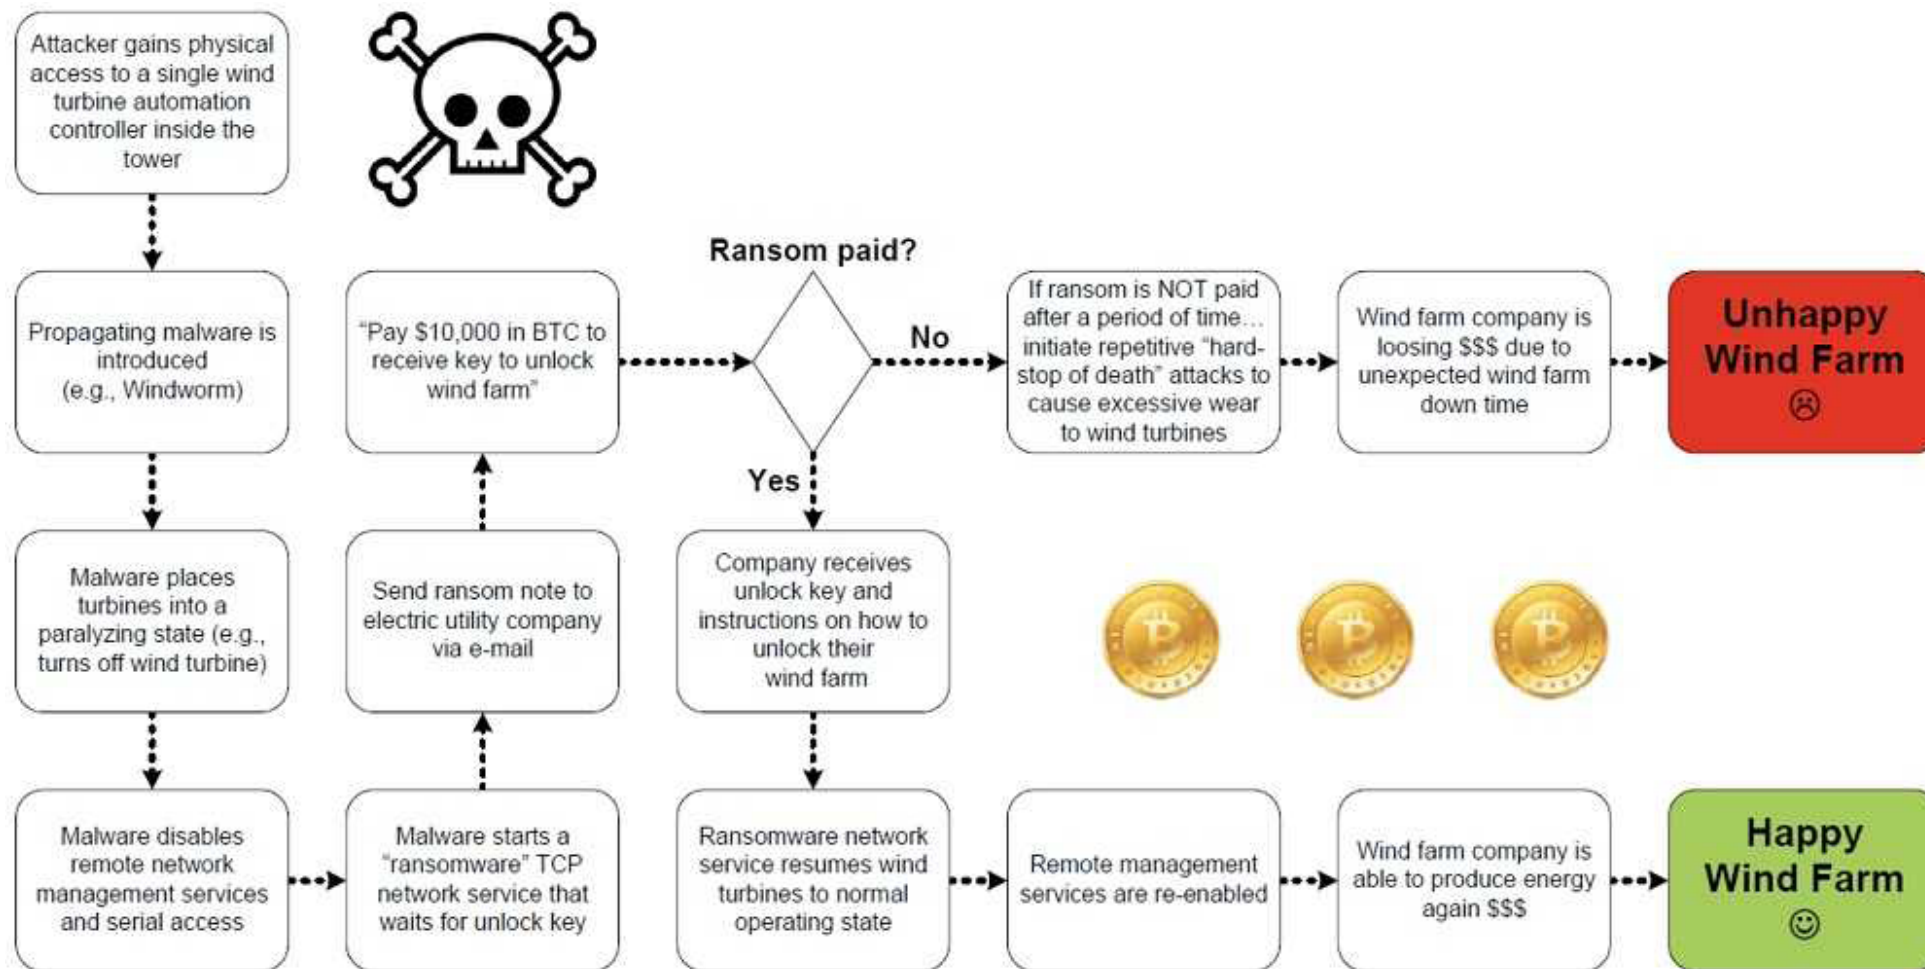 Attacker gains physical
access to a single wind
turbine automation
controller inside the
tower
Propagating malware is
introduced
(e.g., Windworm)
Malware places
turbines into a
paralyzing state (e.g.,
turns off wind turbine)
Malware disables
remote network
management services
and serial access
Malware starts a
“ransomware” TCP
network service that
waits for unlock key
Send ransom note to
electric utility company
via e-mail
“Pay $10,000 in BTC to
receive key to unlock
wind farm”
Ransom paid?
No
If ransom is NOT paid
after a period of time…
initiate repetitive “hard-
stop of death” attacks to
cause excessive wear
to wind turbines
Wind farm company is
loosing $$$ due to
unexpected wind farm
down time
Unhappy
Wind Farm
Yes
Company receives
unlock key and
instructions on how to
unlock their
wind farm
Ransomware network
service resumes wind
turbines to normal
operating state
Remote management
services are re-enabled
Wind farm company is
able to produce energy
again $$$
Happy
Wind Farm